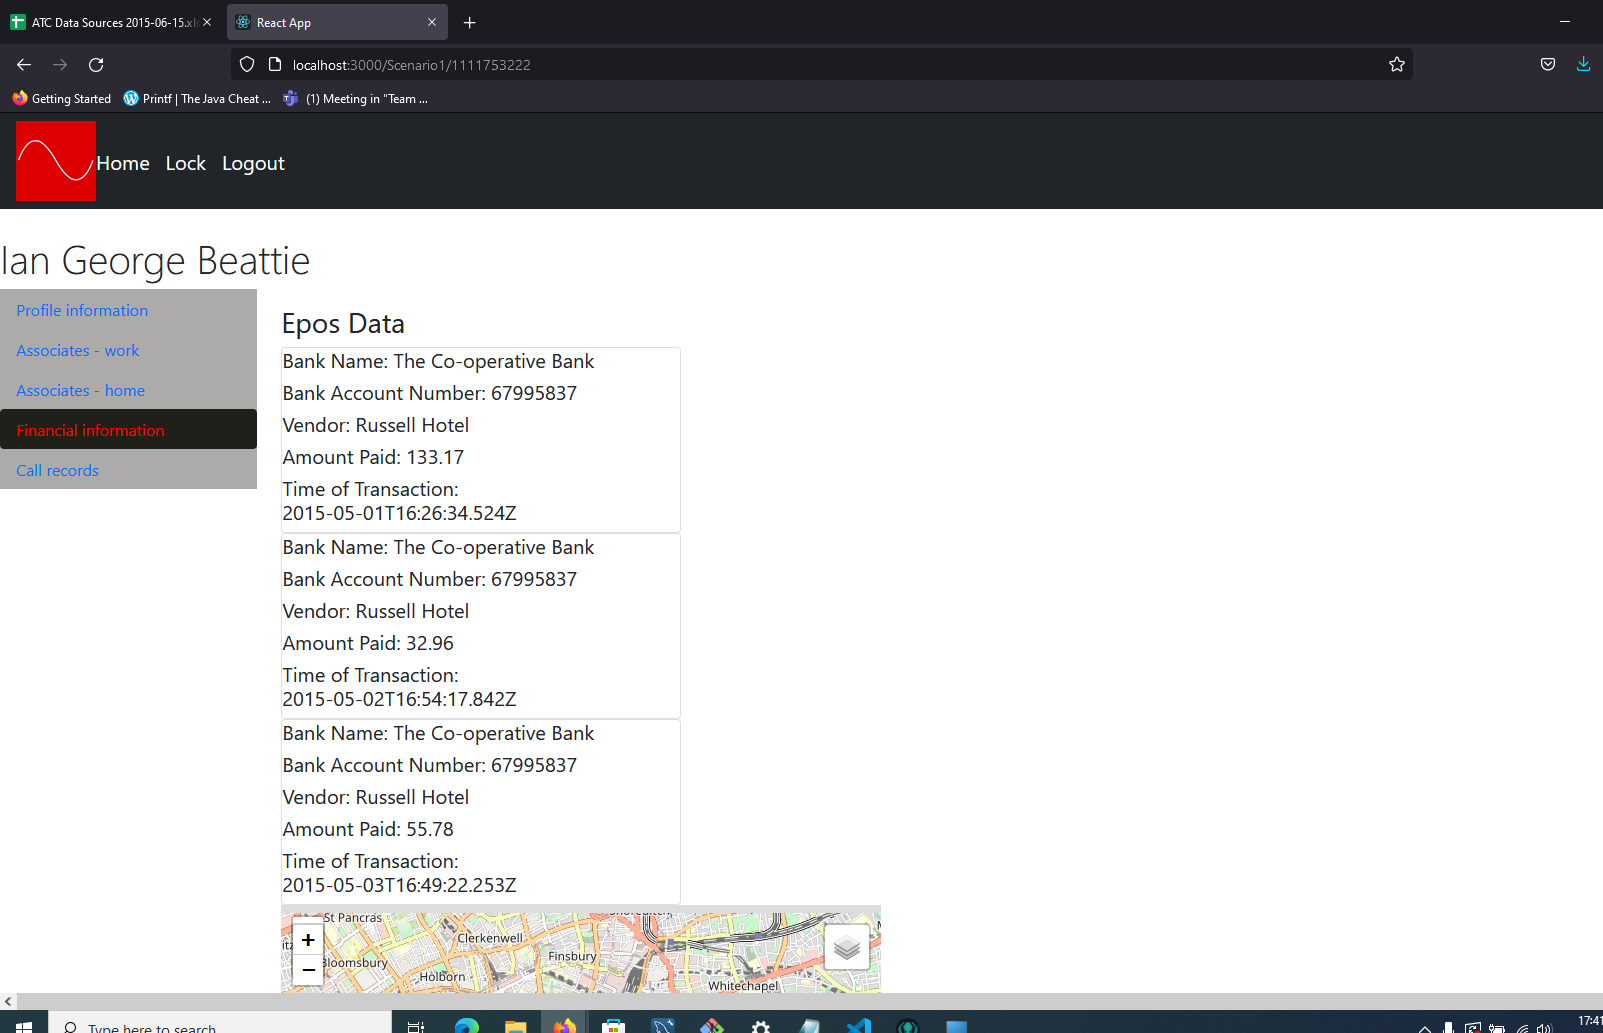 ATC Data Sources 2015-06-15.xls
React App
localhost:3000/Scenario1/1111753222
Getting Started
Printf | The Java Cheat ...
(1) Meeting in "Team ...
Home Lock Logout
Ian George Beattie
Profile information
Associates - work
Associates - home
Financial information
Call records
Epos Data
Bank Name: The Co-operative Bank
Bank Account Number: 67995837
Vendor: Russell Hotel
Amount Paid: 133.17
Time of Transaction:
2015-05-01T16:26:34.524Z
Bank Name: The Co-operative Bank
Bank Account Number: 67995837
Vendor: Russell Hotel
Amount Paid: 32.96
Time of Transaction:
2015-05-02T16:54:17.842Z
Bank Name: The Co-operative Bank
Bank Account Number: 67995837
Vendor: Russell Hotel
Amount Paid: 55.78
Time of Transaction:
2015-05-03T16:49:22.253Z
St Pancras
Clerkenwell
Finsbury
Bloomsbury
Holborn
Whitechapel
+
−
Type here to search
17:41